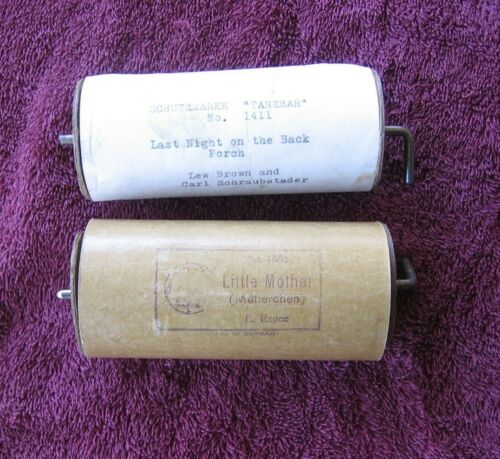 SCHUTZMARKE "TANZBAR"
No. 1411
Last Night on the Back
Porch
Lew Brown and
Carl Schraubstader
Little Mother
(Mütterchen)
E. Rapee